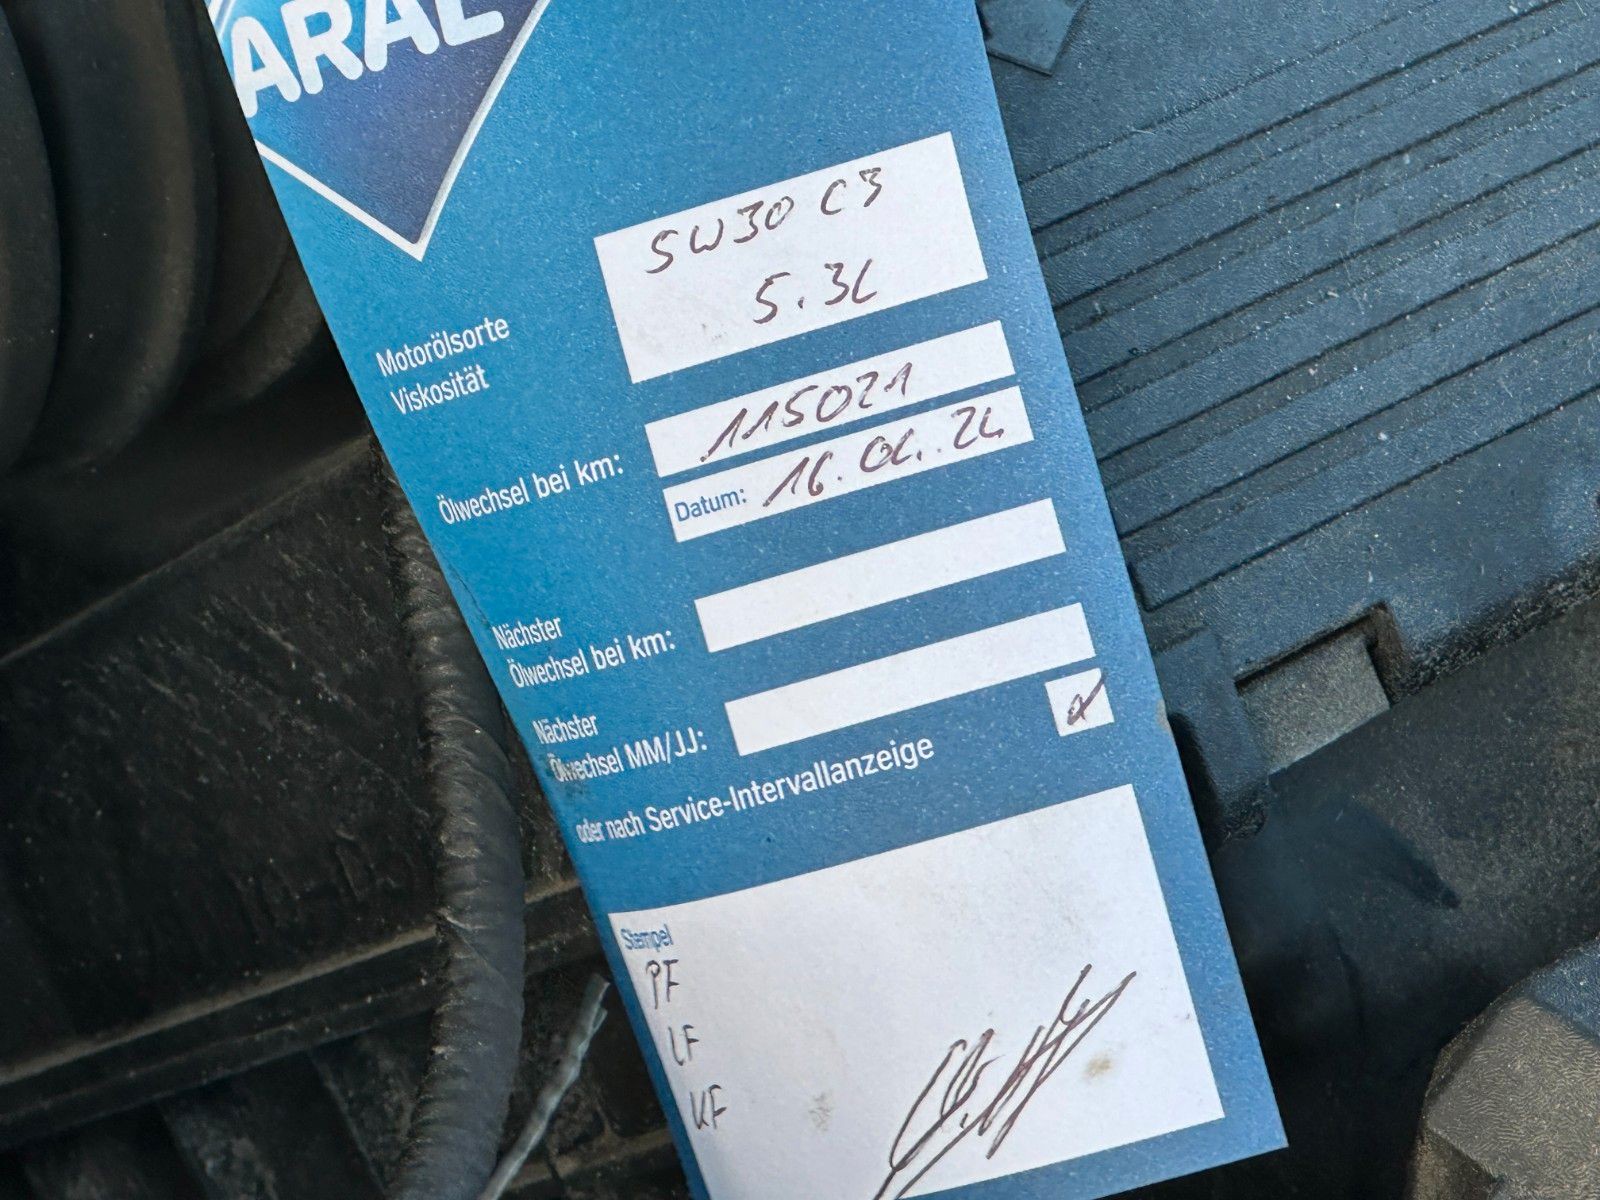 ARAL
Motorölsorte
Viskosität
5W30 C3
5.3L
Ölwechsel bei km:
115021
Datum: 16.04.24
Nächster
Ölwechsel bei km:
Nächster
Ölwechsel MM/JJ:
oder nach Service-Intervallanzeige
Stempel
PF
LF
KF